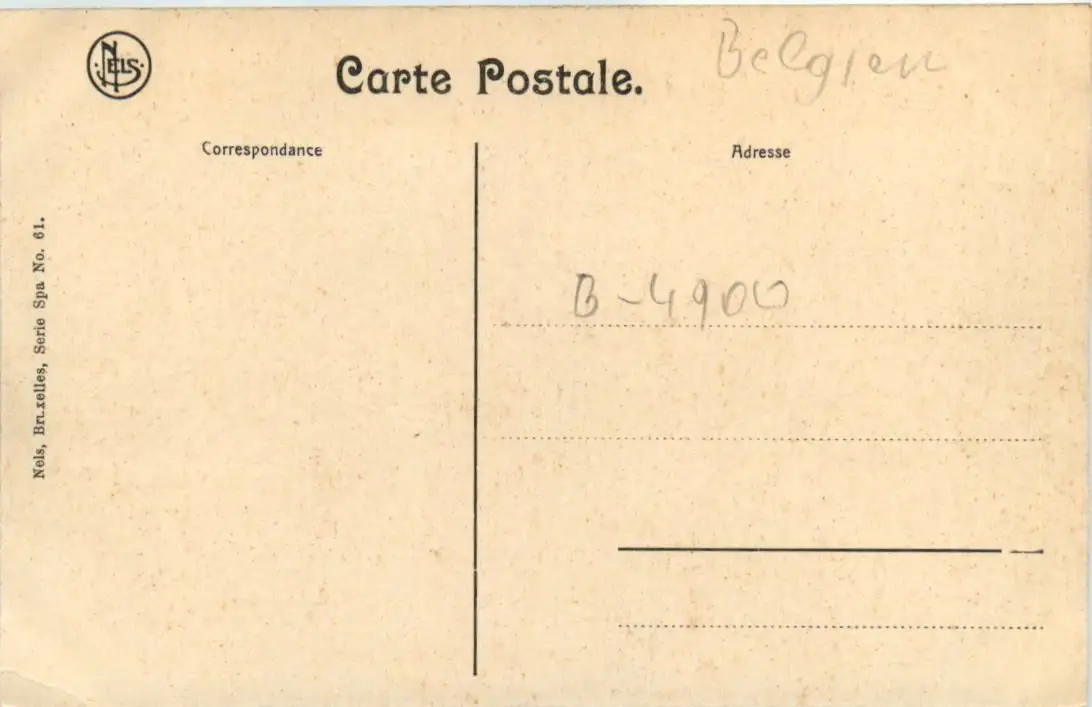 NELS
Carte Postale.
Belgien
Correspondance
Adresse
B-4900
Nels, Bruxelles, Serie Spa No. 61.